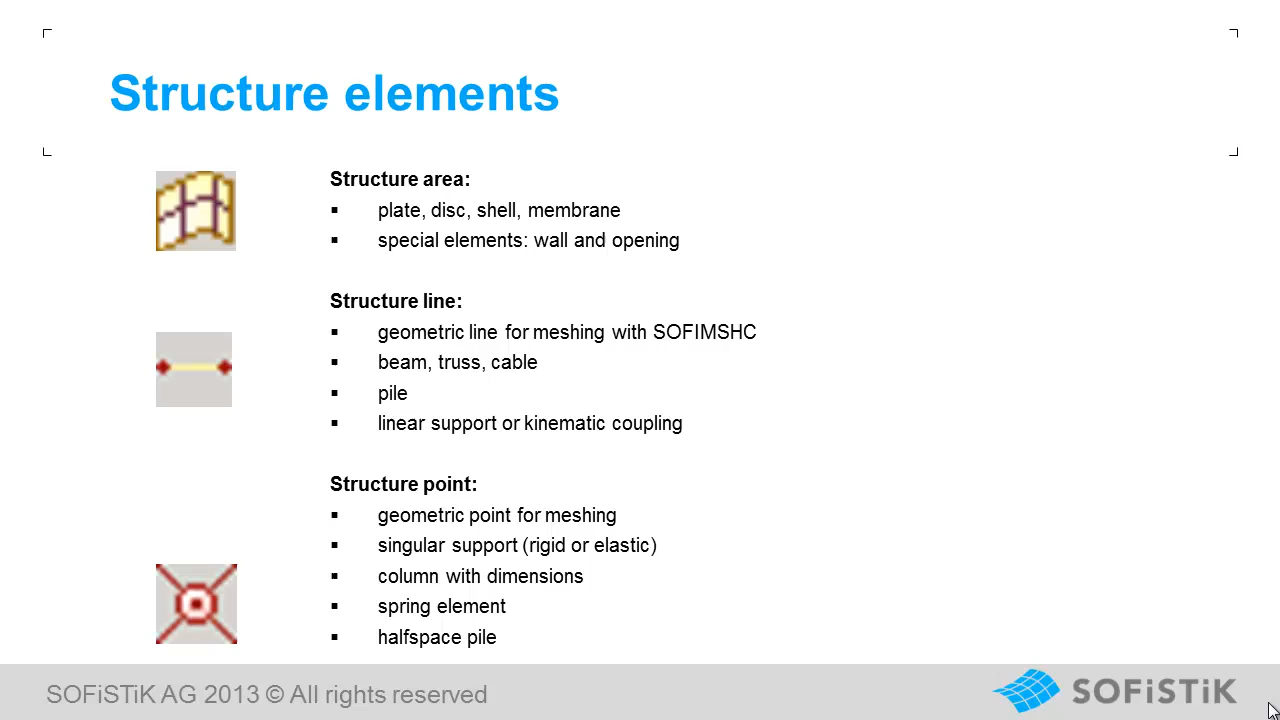 Structure elements
Structure area:
▪ plate, disc, shell, membrane
▪ special elements: wall and opening
Structure line:
▪ geometric line for meshing with SOFIMSHC
▪ beam, truss, cable
▪ pile
▪ linear support or kinematic coupling
Structure point:
▪ geometric point for meshing
▪ singular support (rigid or elastic)
▪ column with dimensions
▪ spring element
▪ halfspace pile
SOFiSTiK AG 2013 © All rights reserved
SOFiSTiK